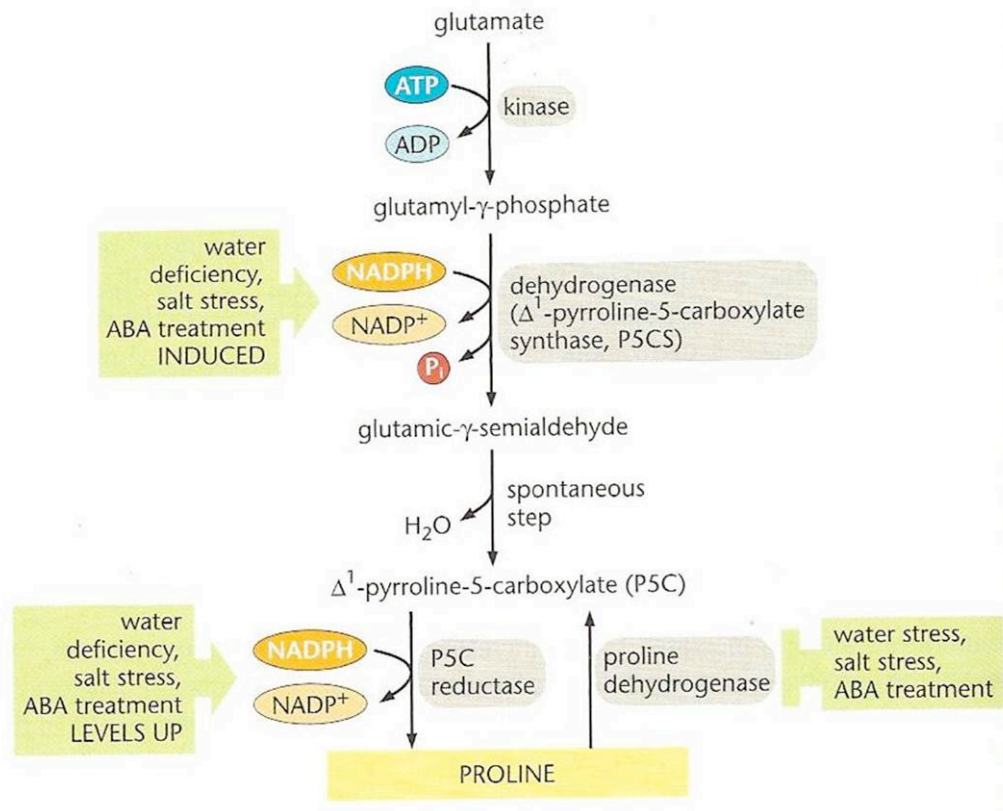 glutamate
ATP
kinase
ADP
glutamyl-γ-phosphate
water
deficiency,
salt stress,
ABA treatment
INDUCED
NADPH
NADP⁺
Pᵢ
dehydrogenase
(Δ¹-pyrroline-5-carboxylate
synthase, P5CS)
glutamic-γ-semialdehyde
spontaneous
step
H₂O
Δ¹-pyrroline-5-carboxylate (P5C)
water
deficiency,
salt stress,
ABA treatment
LEVELS UP
NADPH
NADP⁺
P5C
reductase
proline
dehydrogenase
water stress,
salt stress,
ABA treatment
PROLINE